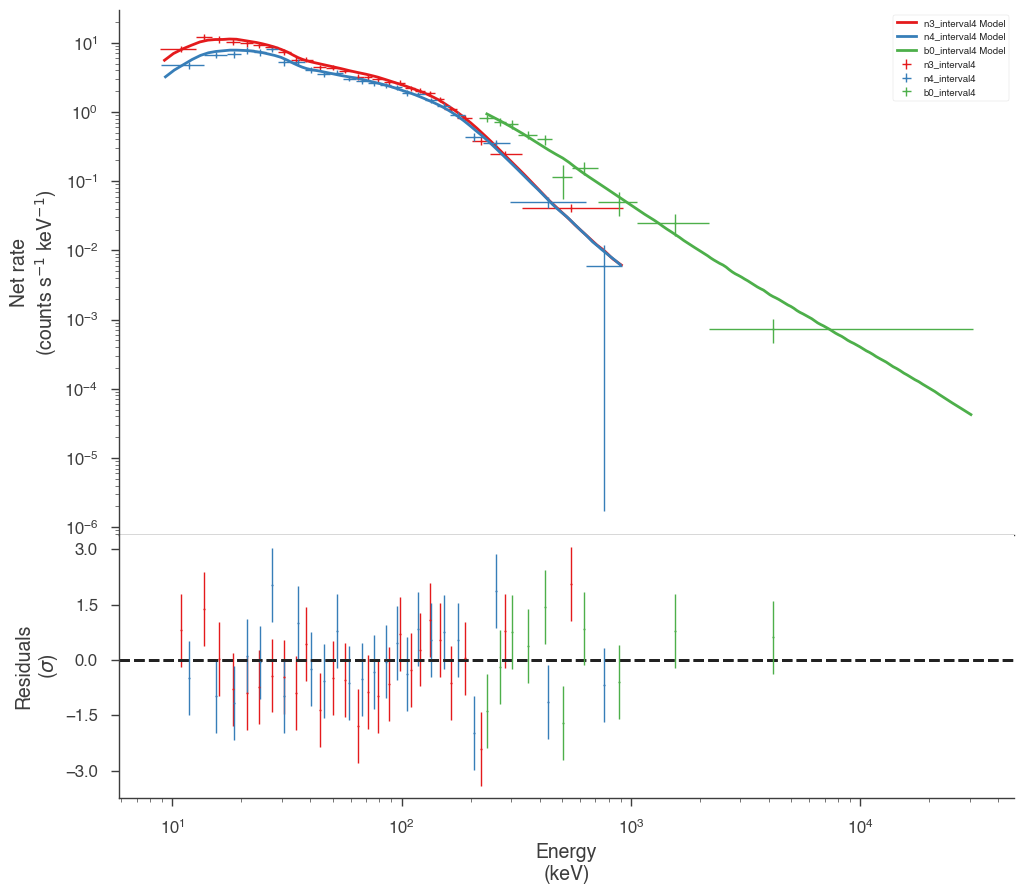 n3_interval4 Model
n4_interval4 Model
b0_interval4 Model
n3_interval4
n4_interval4
b0_interval4
10¹
10⁰
10⁻¹
10⁻²
10⁻³
10⁻⁴
10⁻⁵
10⁻⁶
Net rate
(counts s⁻¹ keV⁻¹)
3.0
1.5
0.0
−1.5
−3.0
Residuals
(σ)
10¹ 10² 10³ 10⁴
Energy
(keV)